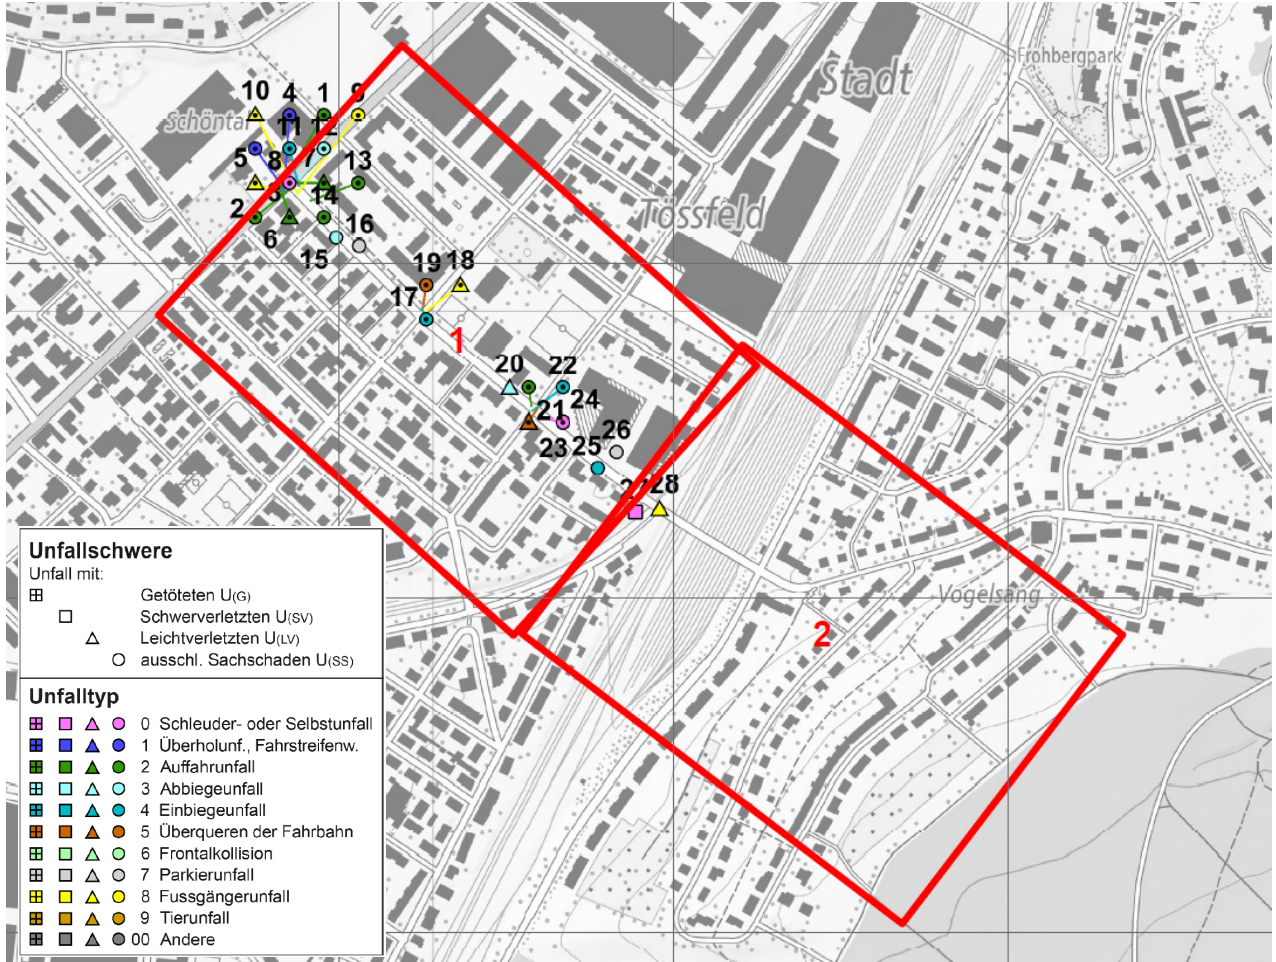 Frohbergpark
Stadt
10 4 1 9
Schöntal
11 12
5 8 7 13
3 14
2 6 16
15
Tössfeld
19 18
17
1
20 22
24
21
23 25 26
28
Vogelsang
2
Unfallschwere
Unfall mit:
Getöteten U(G)
Schwerverletzten U(SV)
Leichtverletzten U(LV)
ausschl. Sachschaden U(SS)
Unfalltyp
0 Schleuder- oder Selbstunfall
1 Überholunf., Fahrstreifenw.
2 Auffahrunfall
3 Abbiegeunfall
4 Einbiegeunfall
5 Überqueren der Fahrbahn
6 Frontalkollision
7 Parkierunfall
8 Fussgängerunfall
9 Tierunfall
00 Andere